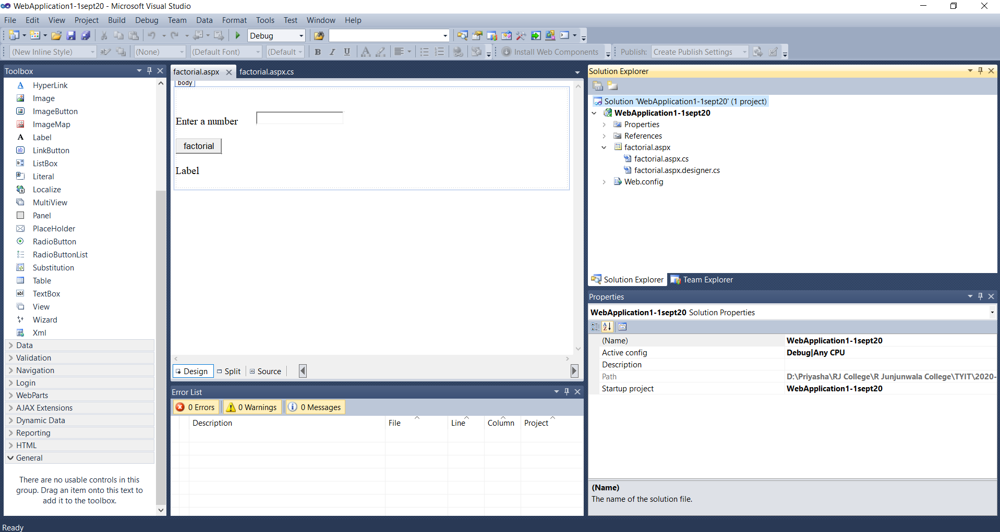 WebApplication1-1sept20 - Microsoft Visual Studio
File Edit View Project Build Debug Team Data Format Tools Test Window Help
Debug
(New Inline Style) (None) (Default Font) (Default B I U A Install Web Components Publish: Create Publish Settings
Toolbox
HyperLink
Image
ImageButton
ImageMap
Label
LinkButton
ListBox
Literal
Localize
MultiView
Panel
PlaceHolder
RadioButton
RadioButtonList
Substitution
Table
TextBox
View
Wizard
Xml
Data
Validation
Navigation
Login
WebParts
AJAX Extensions
Dynamic Data
Reporting
HTML
General
There are no usable controls in this
group. Drag an item onto this text to
add it to the toolbox.
factorial.aspx factorial.aspx.cs
body
Enter a number
factorial
Label
Design Split Source
Error List
0 Errors 0 Warnings 0 Messages
Description File Line Column Project
Solution Explorer
Solution 'WebApplication1-1sept20' (1 project)
WebApplication1-1sept20
Properties
References
factorial.aspx
factorial.aspx.cs
factorial.aspx.designer.cs
Web.config
Solution Explorer Team Explorer
Properties
WebApplication1-1sept20 Solution Properties
(Name) WebApplication1-1sept20
Active config Debug|Any CPU
Description
Path D:\Priyasha\RJ College\R Junjunwala College\TYIT\2020-
Startup project WebApplication1-1sept20
(Name)
The name of the solution file.
Ready